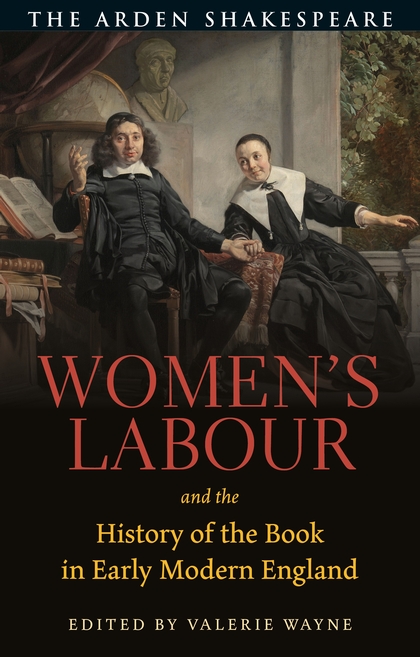 THE ARDEN SHAKESPEARE
WOMEN'S
LABOUR
and the
History of the Book
in Early Modern England
EDITED BY VALERIE WAYNE